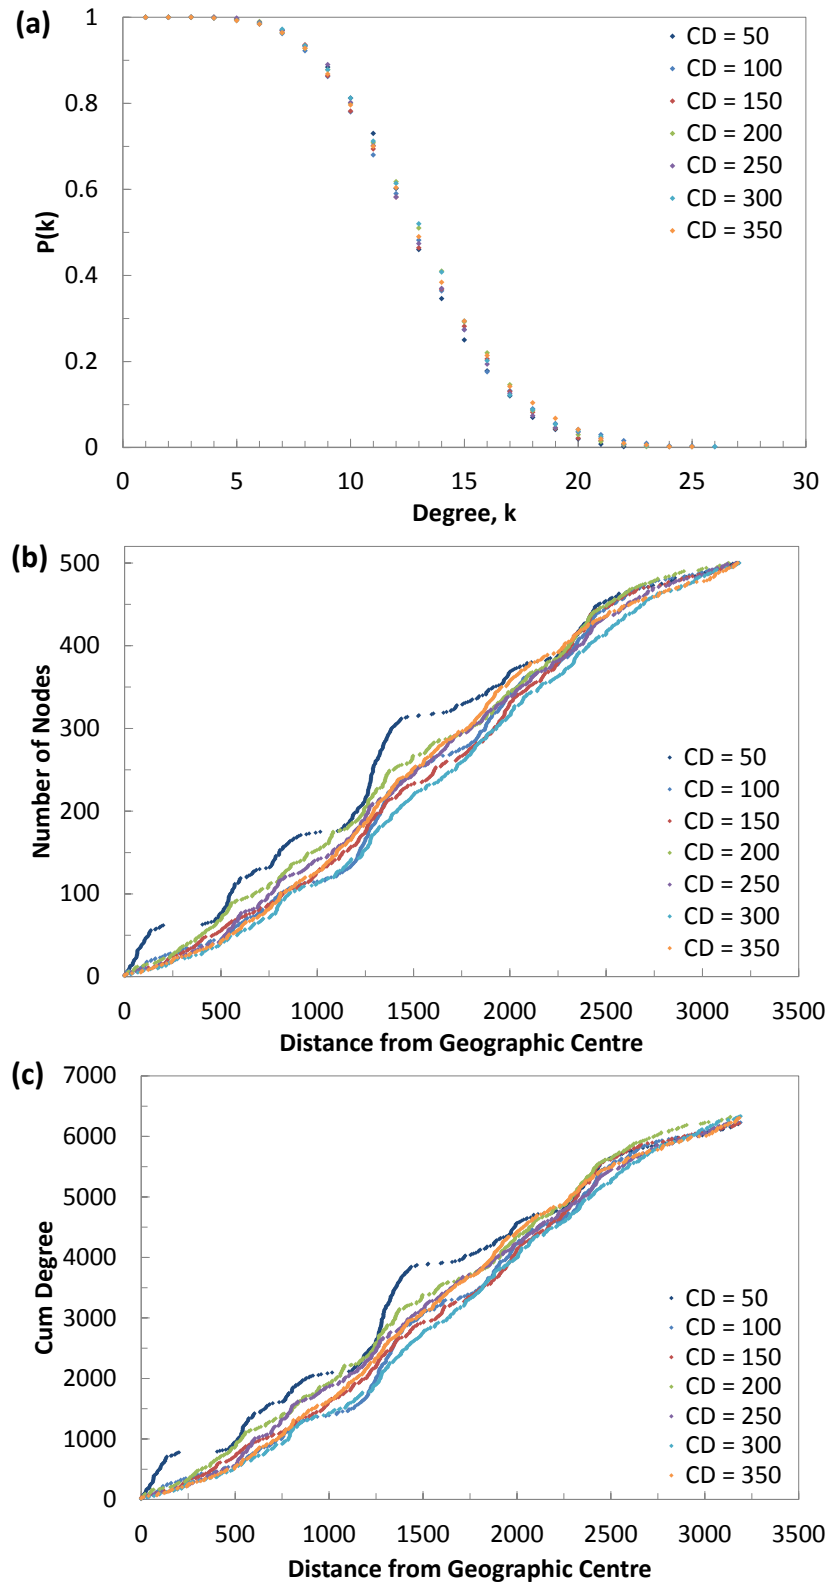 (a)
1
0.8
0.6
0.4
0.2
0
P(k)
CD = 50
CD = 100
CD = 150
CD = 200
CD = 250
CD = 300
CD = 350
0 5 10 15 20 25 30
Degree, k
(b)
500
400
300
200
100
0
Number of Nodes
CD = 50
CD = 100
CD = 150
CD = 200
CD = 250
CD = 300
CD = 350
0 500 1000 1500 2000 2500 3000 3500
Distance from Geographic Centre
(c)
7000
6000
5000
4000
3000
2000
1000
0
Cum Degree
CD = 50
CD = 100
CD = 150
CD = 200
CD = 250
CD = 300
CD = 350
0 500 1000 1500 2000 2500 3000 3500
Distance from Geographic Centre